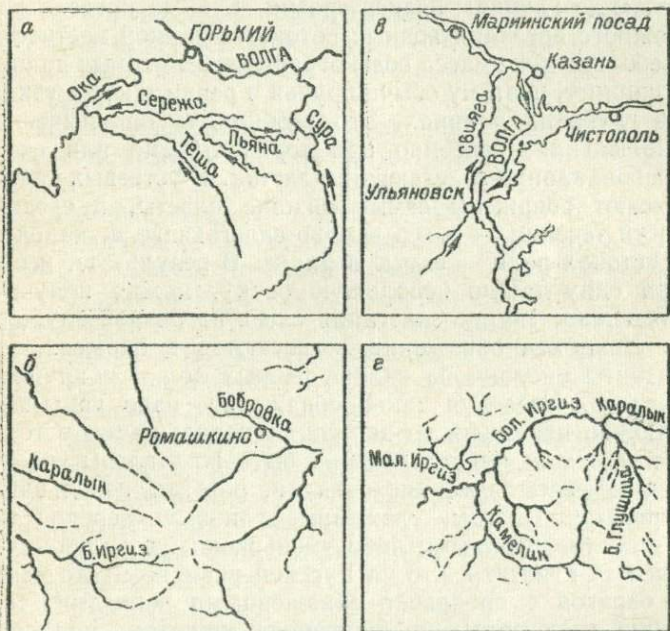 а
ГОРЬКИЙ
ВОЛГА
Ока
Сережа
Пьяна
Теша
Сура
в
Мариинский посад
Казань
Свияга
ВОЛГА
Чистополь
Ульяновск
б
Бобровка
Ромашкино
Каралык
Б.Иргиз
г
Бол. Иргиз
Каралык
Мал. Иргиз
Камелик
Б. Глушица